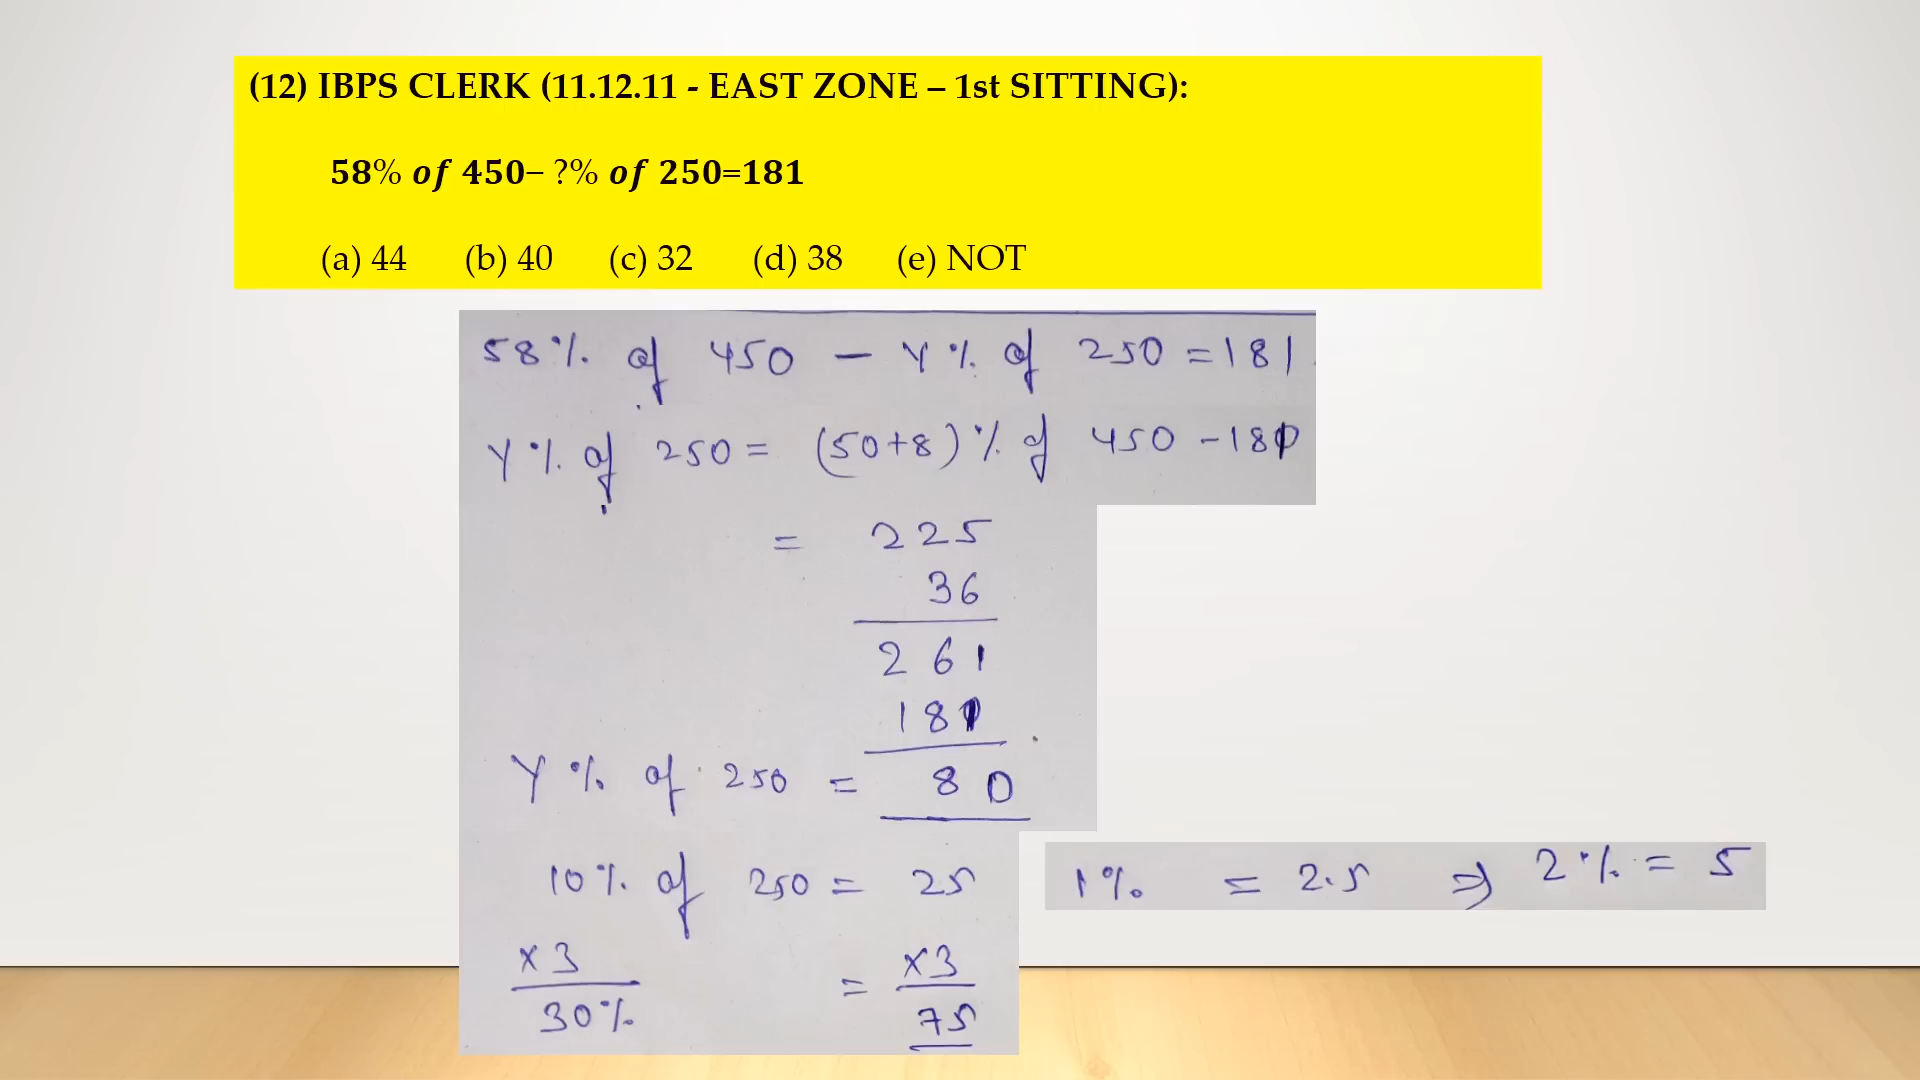 (12) IBPS CLERK (11.12.11 - EAST ZONE – 1st SITTING):
58% of 450– ?% of 250=181
(a) 44 (b) 40 (c) 32 (d) 38 (e) NOT
58% of 450 – Y% of 250 = 181
Y% of 250 = (50+8)% of 450 - 181
= 225
36
261
181
Y% of 250 = 80
10% of 250 = 25
1% = 2.5 ⇒ 2% = 5
x3 x3
30% = 75